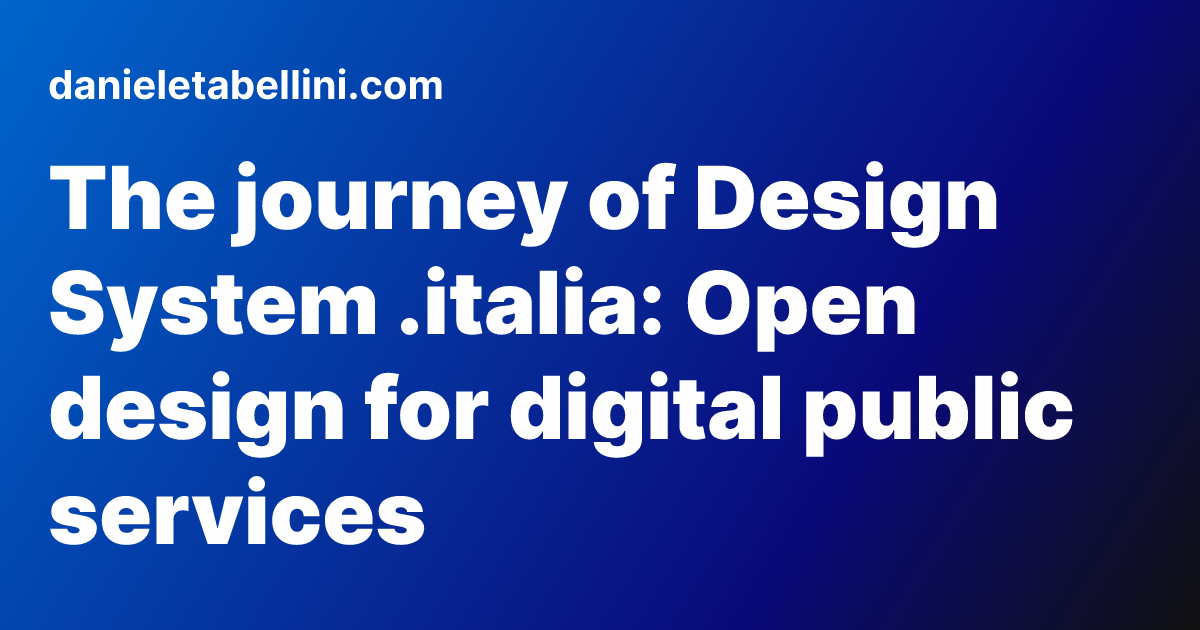 danieletabellini.com
The journey of Design
System .italia: Open
design for digital public
services